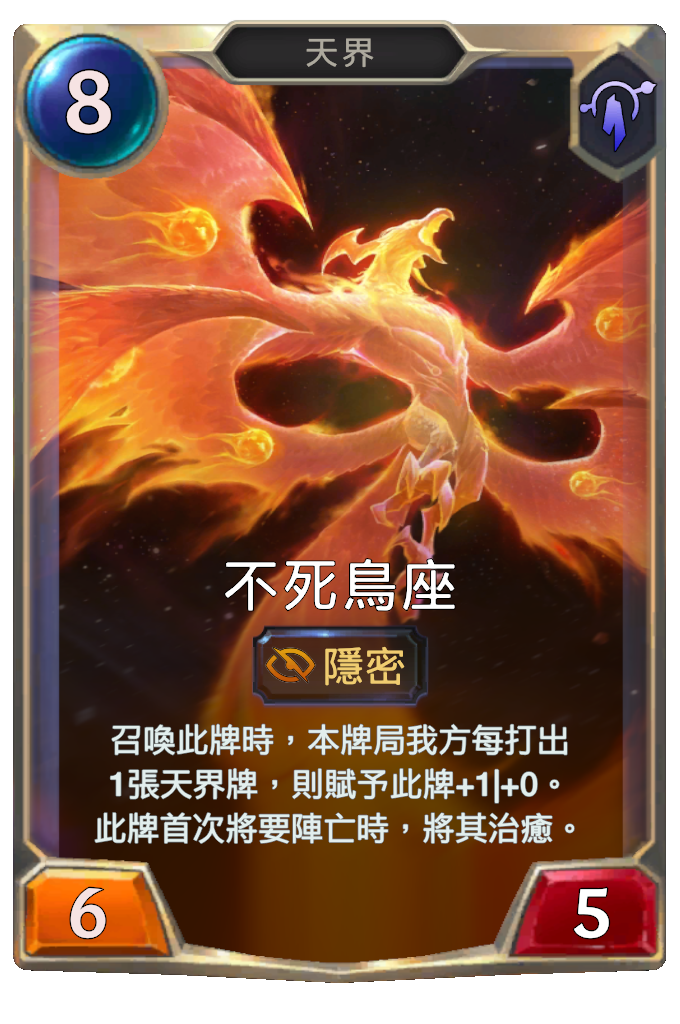 天界
8
不死鳥座
隱密
召喚此牌時，本牌局我方每打出
1張天界牌，則賦予此牌+1|+0。
此牌首次將要陣亡時，將其治癒。
6
5